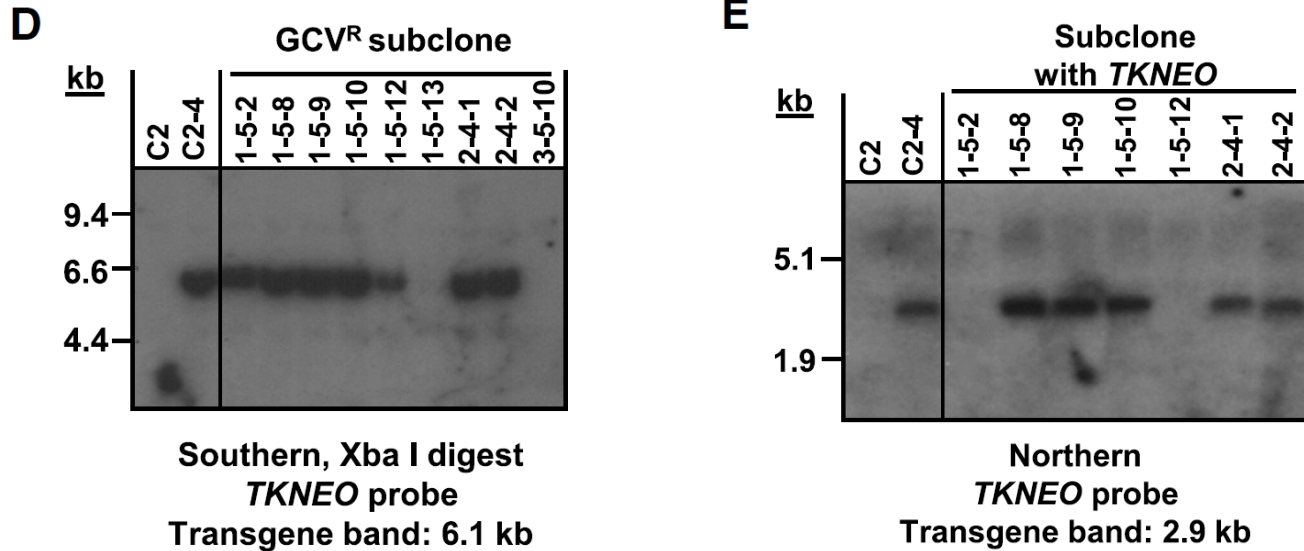 D
GCVR subclone
kb
C2
C2-4
1-5-2
1-5-8
1-5-9
1-5-10
1-5-12
1-5-13
2-4-1
2-4-2
3-5-10
9.4
6.6
4.4
Southern, Xba I digest
TKNEO probe
Transgene band: 6.1 kb
E
Subclone
with TKNEO
kb
C2
C2-4
1-5-2
1-5-8
1-5-9
1-5-10
1-5-12
2-4-1
2-4-2
5.1
1.9
Northern
TKNEO probe
Transgene band: 2.9 kb